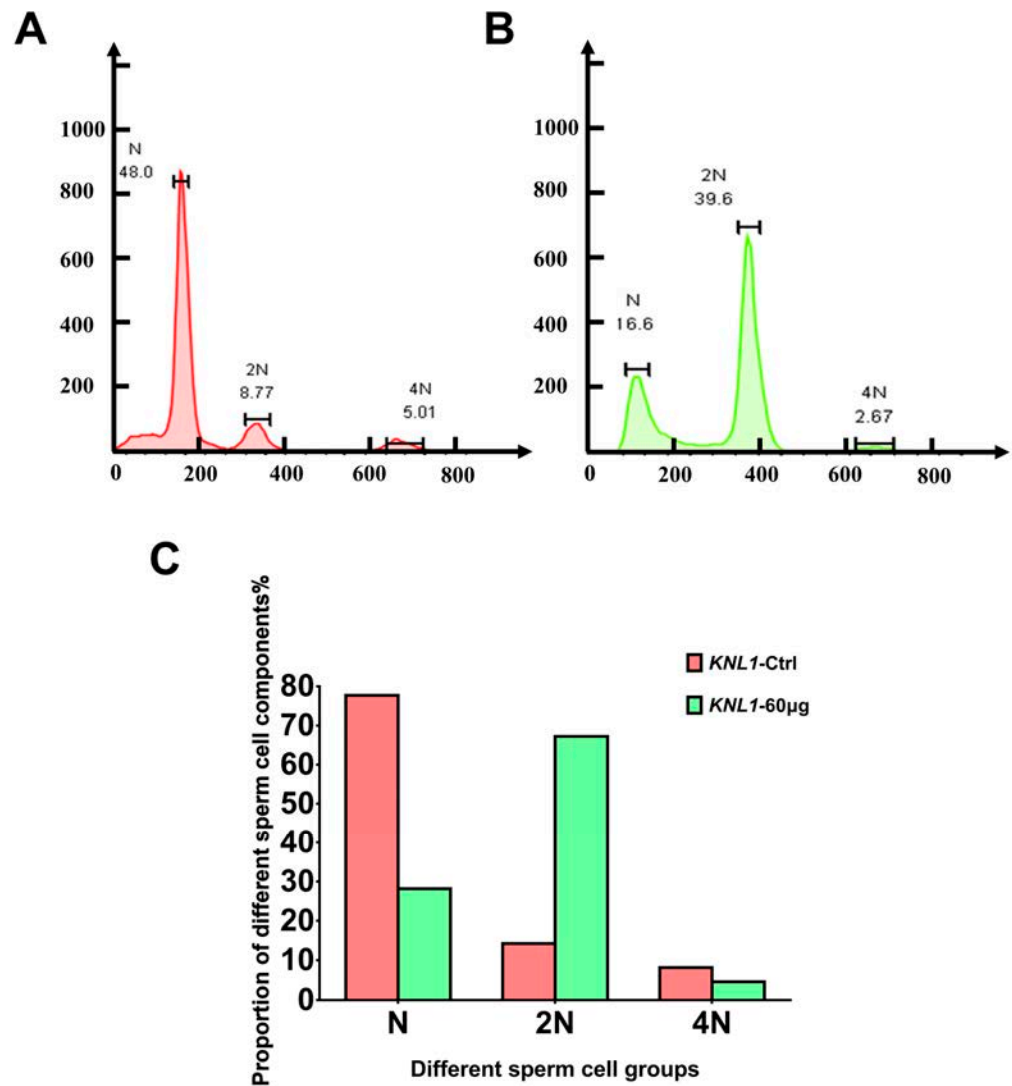 A
1000
800
600
400
200
N
48.0
2N
8.77
4N
5.01
0
200
400
600
800
B
1000
800
600
400
200
N
16.6
2N
39.6
4N
2.67
0
200
400
600
800
C
Proportion of different sperm cell components%
80
70
60
50
40
30
20
10
0
N
2N
4N
Different sperm cell groups
KNL1-Ctrl
KNL1-60μg